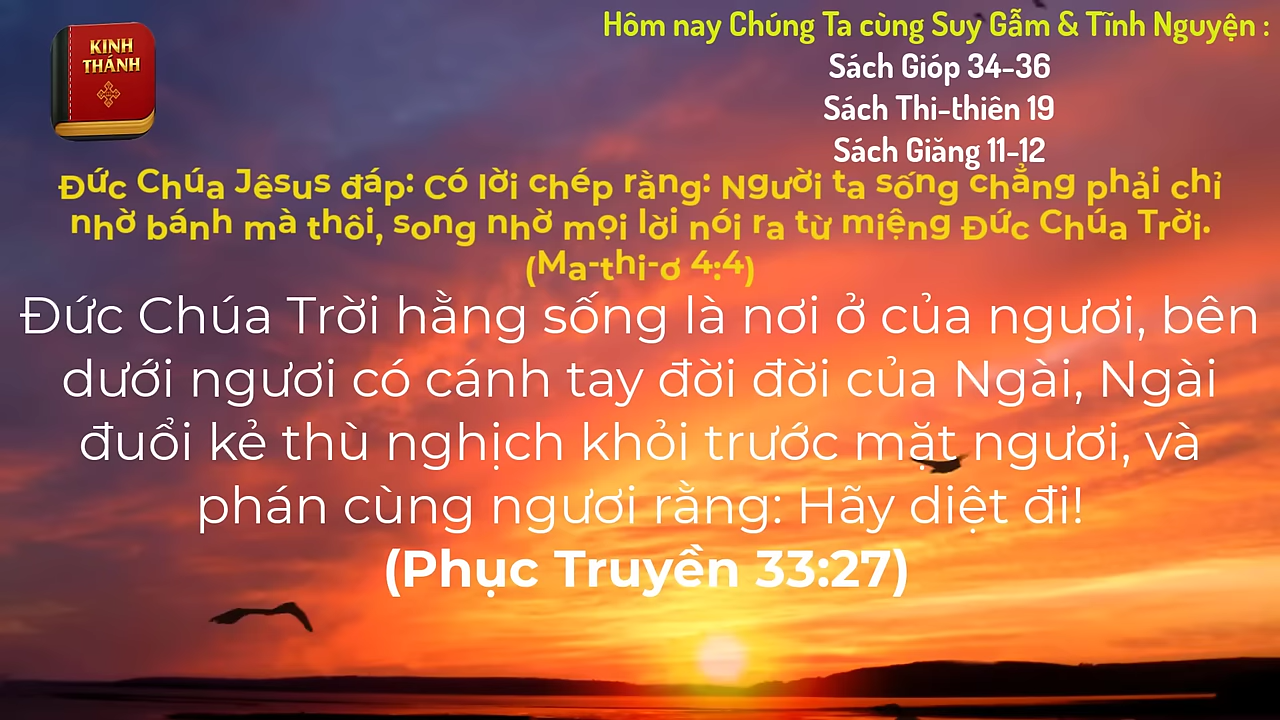 KINH
THÁNH
Hôm nay Chúng Ta cùng Suy Gẫm & Tĩnh Nguyện :
Sách Gióp 34-36
Sách Thi-thiên 19
Sách Giăng 11-12
Đức Chúa Jêsus đáp: Có lời chép rằng: Người ta sống chẳng phải chỉ
nhờ bánh mà thôi, song nhờ mọi lời nói ra từ miệng Đức Chúa Trời.
(Ma-thi-ơ 4:4)
Đức Chúa Trời hằng sống là nơi ở của ngươi, bên
dưới ngươi có cánh tay đời đời của Ngài, Ngài
đuổi kẻ thù nghịch khỏi trước mặt ngươi, và
phán cùng ngươi rằng: Hãy diệt đi!
(Phục Truyền 33:27)